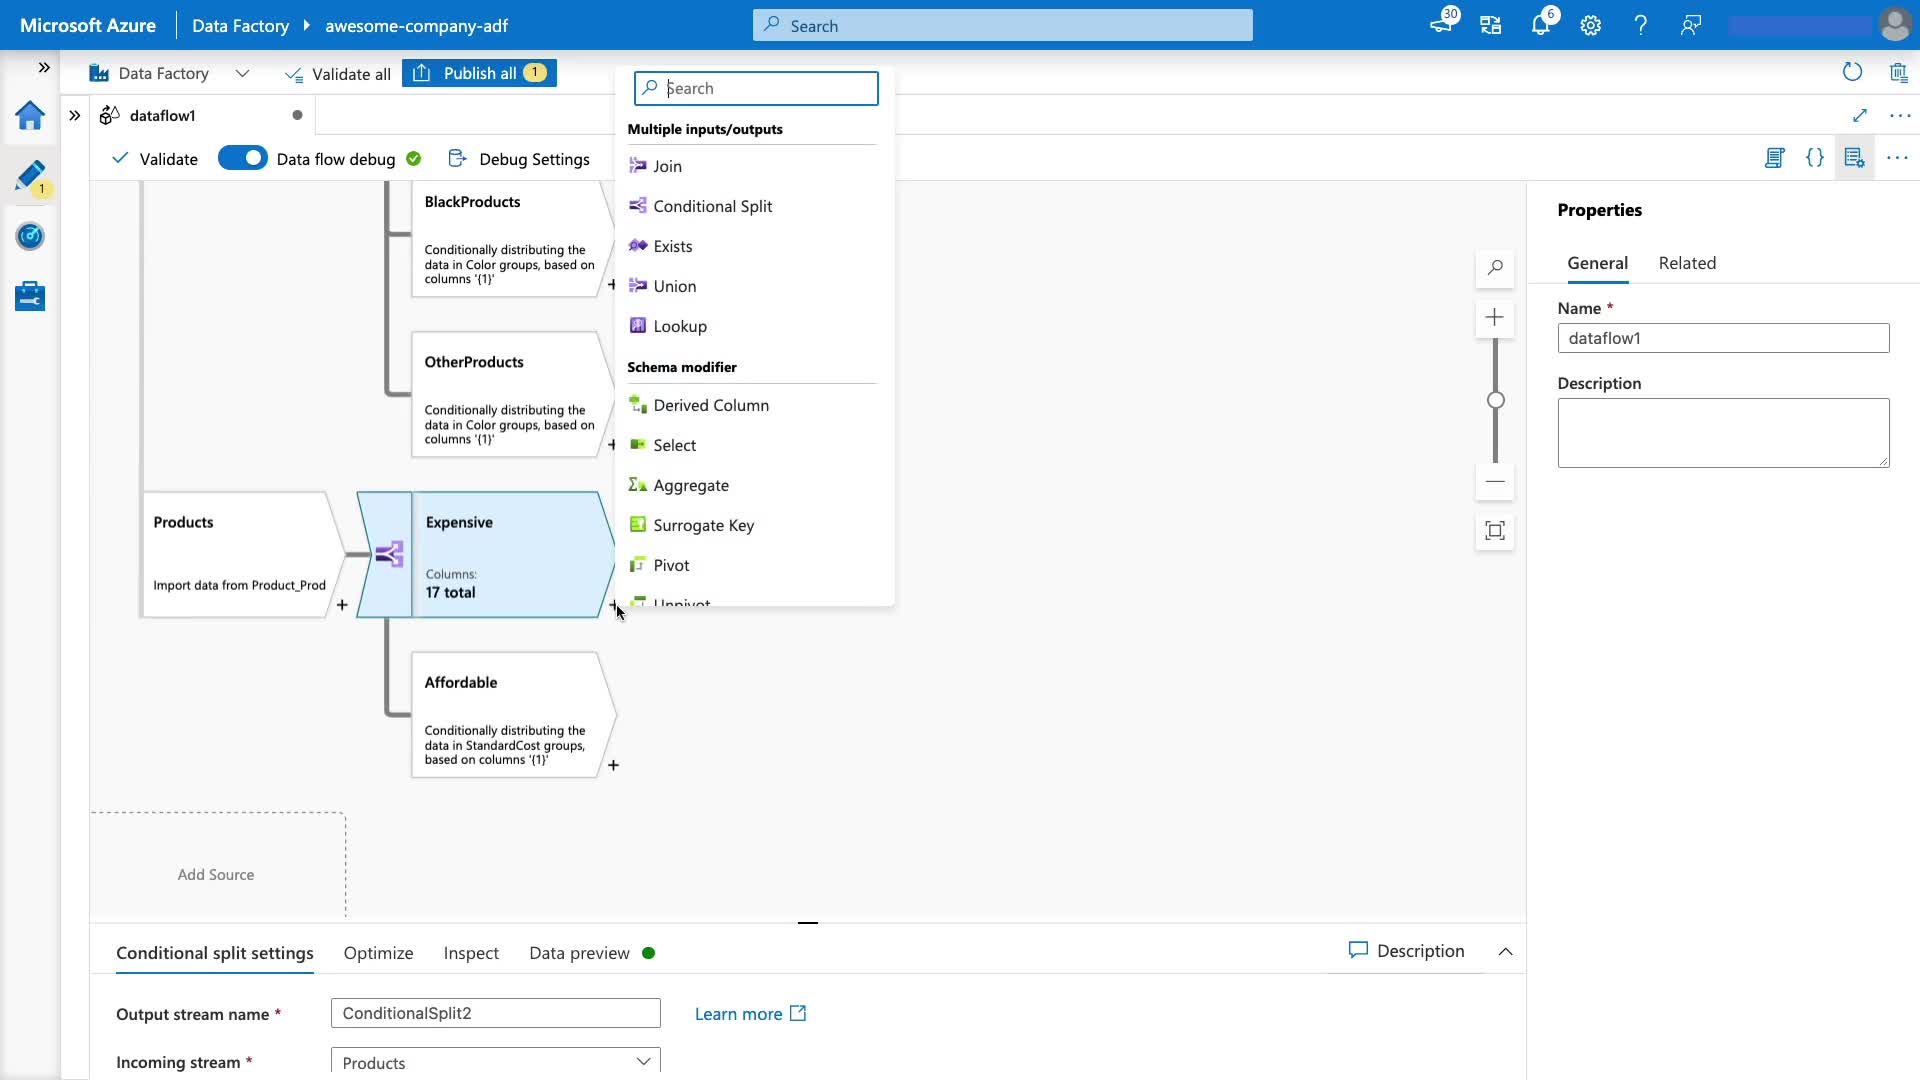 Microsoft Azure
Data Factory
awesome-company-adf
Search
30
6
Data Factory
Validate all
Publish all
1
dataflow1
Validate
Data flow debug
Debug Settings
1
Search
Multiple inputs/outputs
Join
Conditional Split
Exists
Union
Lookup
Schema modifier
Derived Column
Select
Aggregate
Surrogate Key
Pivot
Unpivot
BlackProducts
Conditionally distributing the
data in Color groups, based on
columns '{1}'
+
OtherProducts
Conditionally distributing the
data in Color groups, based on
columns '{1}'
+
Products
Import data from Product_Prod
+
Expensive
Columns:
17 total
+
Affordable
Conditionally distributing the
data in StandardCost groups,
based on columns '{1}'
+
Add Source
Properties
General
Related
Name *
dataflow1
Description
Conditional split settings
Optimize
Inspect
Data preview
Description
Output stream name *
ConditionalSplit2
Learn more
Incoming stream *
Products